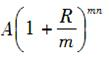 A(1 + R/m)^{mn}